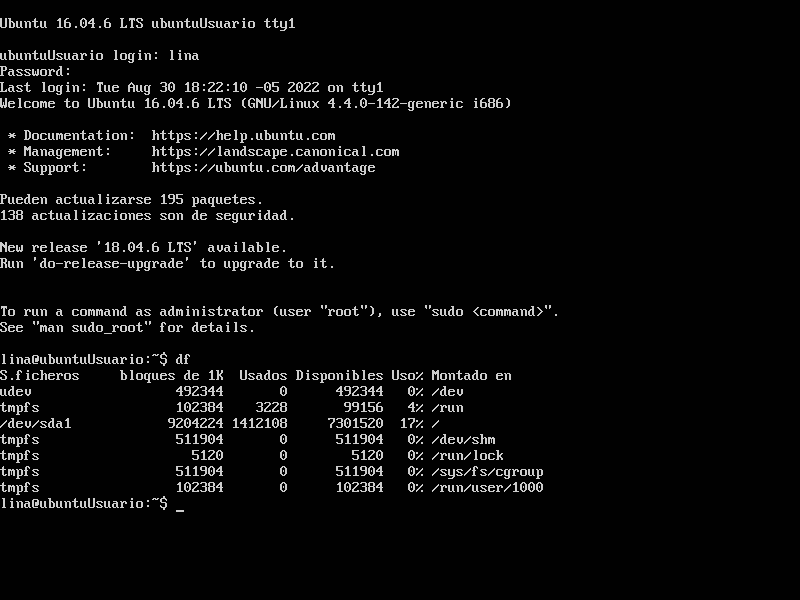 Ubuntu 16.04.6 LTS ubuntuUsuario tty1
ubuntuUsuario login: lina
Password:
Last login: Tue Aug 30 18:22:10 -05 2022 on tty1
Welcome to Ubuntu 16.04.6 LTS (GNU/Linux 4.4.0-142-generic i686)
* Documentation:  https://help.ubuntu.com
* Management:     https://landscape.canonical.com
* Support:        https://ubuntu.com/advantage
Pueden actualizarse 195 paquetes.
138 actualizaciones son de seguridad.
New release '18.04.6 LTS' available.
Run 'do-release-upgrade' to upgrade to it.
To run a command as administrator (user "root"), use "sudo <command>".
See "man sudo_root" for details.
lina@ubuntuUsuario:~$ df
S.ficheros     bloques de 1K  Usados Disponibles Uso% Montado en
udev                  492344       0      492344   0% /dev
tmpfs                 102384    3228       99156   4% /run
/dev/sda1            9204224 1412108     7301520  17% /
tmpfs                 511904       0      511904   0% /dev/shm
tmpfs                   5120       0        5120   0% /run/lock
tmpfs                 511904       0      511904   0% /sys/fs/cgroup
tmpfs                 102384       0      102384   0% /run/user/1000
lina@ubuntuUsuario:~$ _